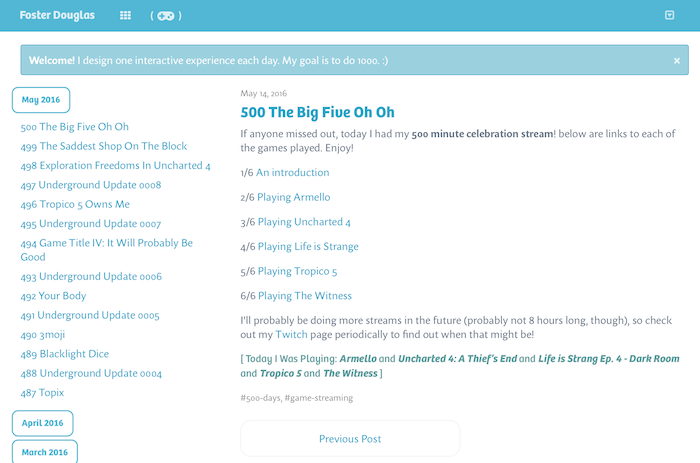 Foster Douglas
( )
Welcome! I design one interactive experience each day. My goal is to do 1000. :)
×
May 2016
500 The Big Five Oh Oh
499 The Saddest Shop On The Block
498 Exploration Freedoms In Uncharted 4
497 Underground Update 0008
496 Tropico 5 Owns Me
495 Underground Update 0007
494 Game Title IV: It Will Probably Be
Good
493 Underground Update 0006
492 Your Body
491 Underground Update 0005
490 3moji
489 Blacklight Dice
488 Underground Update 0004
487 Topix
April 2016
March 2016
May 14, 2016
500 The Big Five Oh Oh
If anyone missed out, today I had my 500 minute celebration stream! below are links to each of
the games played. Enjoy!
1/6 An introduction
2/6 Playing Armello
3/6 Playing Uncharted 4
4/6 Playing Life is Strange
5/6 Playing Tropico 5
6/6 Playing The Witness
I'll probably be doing more streams in the future (probably not 8 hours long, though), so check
out my Twitch page periodically to find out when that might be!
[ Today I Was Playing: Armello and Uncharted 4: A Thief's End and Life is Strang Ep. 4 - Dark Room
and Tropico 5 and The Witness ]
#500-days, #game-streaming
Previous Post